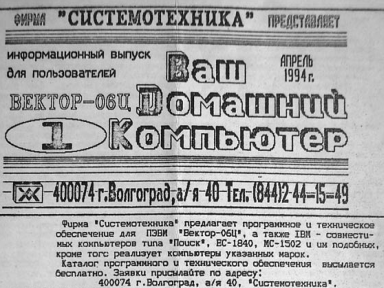 ФИРМА "СИСТЕМОТЕХНИКА" ПРЕДСТАВЛЯЕТ
информационный выпуск
для пользователей
АПРЕЛЬ
1994г.
ВЕКТОР-06Ц
Ваш
Домашний
1 Компьютер
400074 г.Волгоград, а/я 40 Тел. (844)2-44-15-49
Фирма "Системотехника" предлагает програмное и техническое
обеспечение для ПЭВМ "Вектор-06Ц", а также IBM - совмести-
мых компьютеров типа "Поиск", ЕС-1840, МС-1502 и им подобных,
кроме того реализует компьютеры указанных марок.
Каталог програмного и технического обеспечения высылается
бесплатно. Заявки присылайте по адресу:
400074 г.Волгоград, а/я 40, "Системотехника".